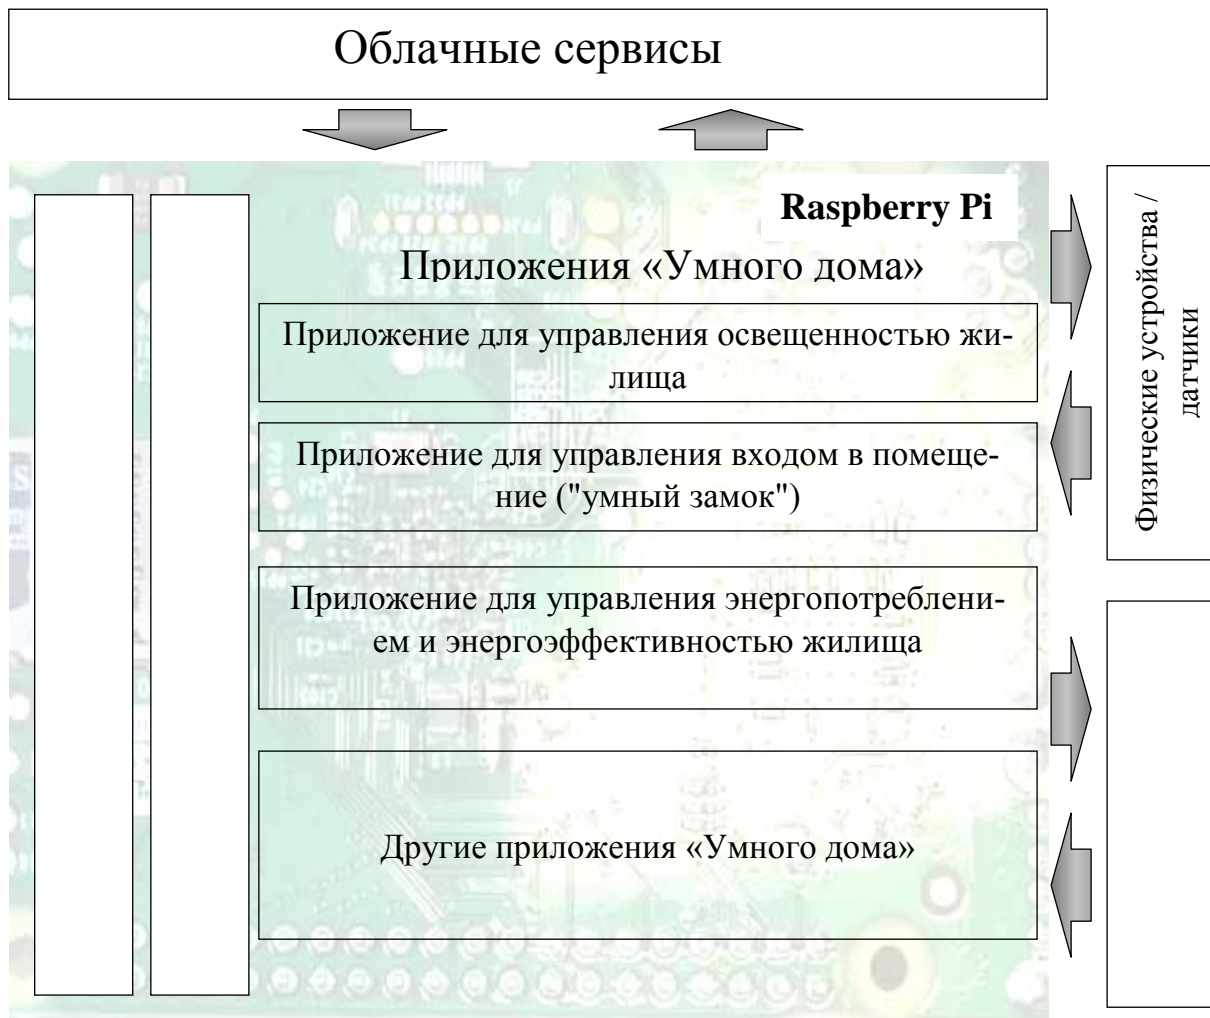 Облачные сервисы
Raspberry Pi
Приложения «Умного дома»
Приложение для управления освещенностью жи-
лища
Приложение для управления входом в помеще-
ние ("умный замок")
Приложение для управления энергопотреблени-
ем и энергоэффективностью жилища
Другие приложения «Умного дома»
Физические устройства /
датчики